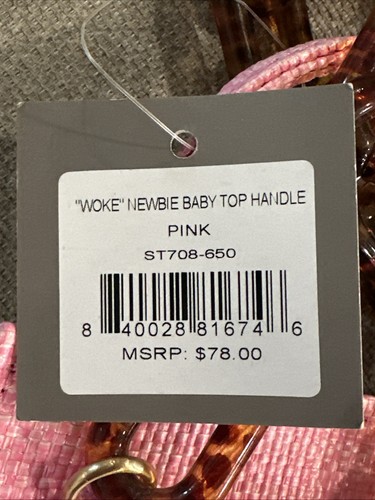 "WOKE" NEWBIE BABY TOP HANDLE
PINK
ST708-650
8 40028 81674 6
MSRP: $78.00